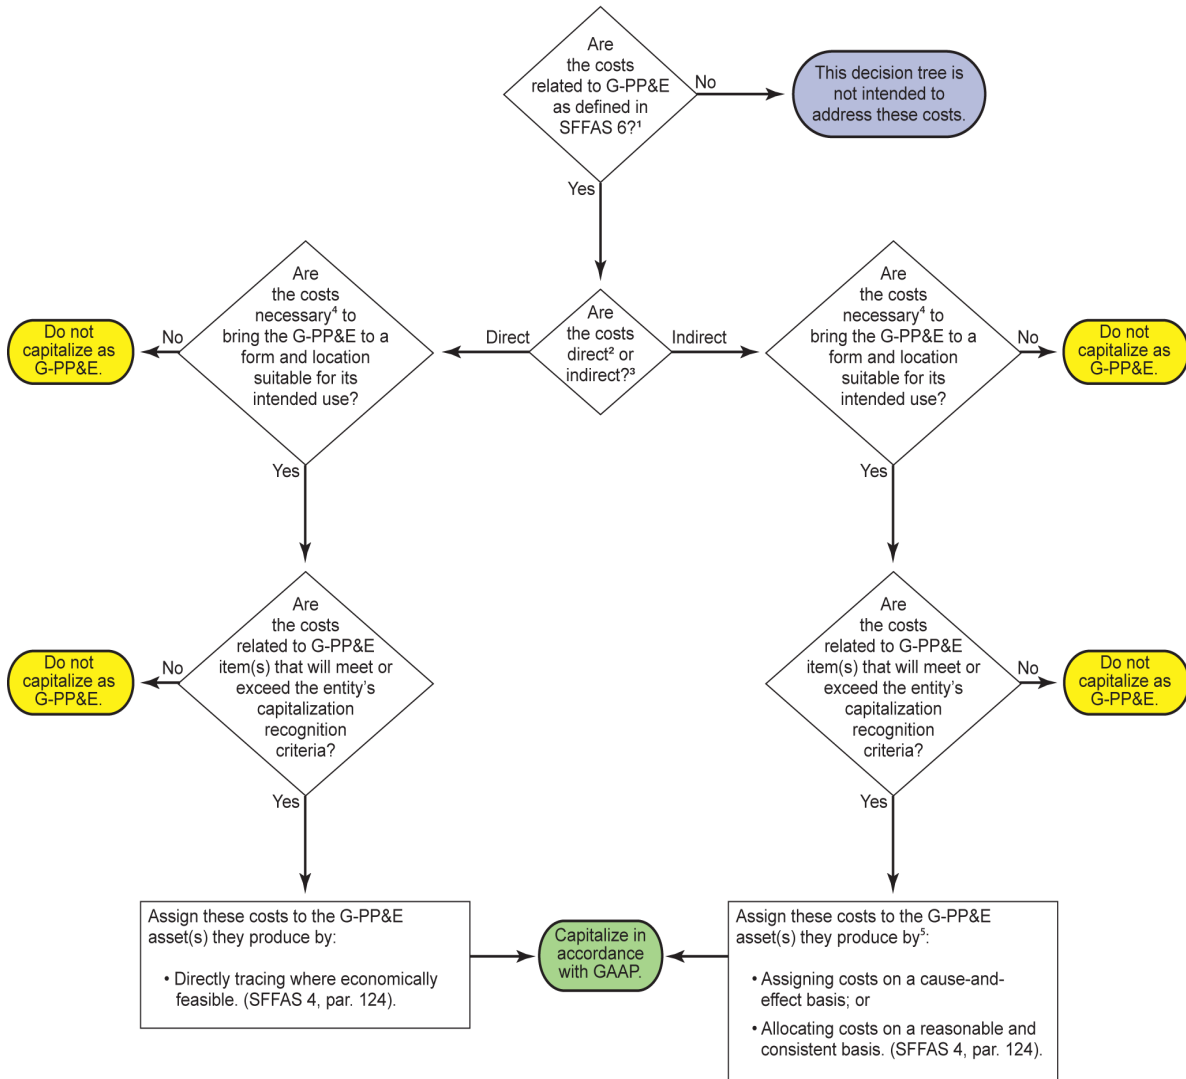 Are
the costs
related to G-PP&E
as defined in
SFFAS 6?¹
No
This decision tree is
not intended to
address these costs.
Yes
Are
the costs
direct² or
indirect?³
Direct
Indirect
Are
the costs
necessary⁴ to
bring the G-PP&E to a
form and location
suitable for its
intended use?
No
Do not
capitalize as
G-PP&E.
Yes
Are
the costs
necessary⁴ to
bring the G-PP&E to a
form and location
suitable for its
intended use?
No
Do not
capitalize as
G-PP&E.
Yes
Are
the costs
related to G-PP&E
item(s) that will meet or
exceed the entity's
capitalization
recognition
criteria?
No
Do not
capitalize as
G-PP&E.
Yes
Are
the costs
related to G-PP&E
item(s) that will meet or
exceed the entity's
capitalization
recognition
criteria?
No
Do not
capitalize as
G-PP&E.
Yes
Assign these costs to the G-PP&E
asset(s) they produce by:
• Directly tracing where economically
feasible. (SFFAS 4, par. 124).
Capitalize in
accordance
with GAAP.
Assign these costs to the G-PP&E
asset(s) they produce by⁵:
• Assigning costs on a cause-and-
effect basis; or
• Allocating costs on a reasonable and
consistent basis. (SFFAS 4, par. 124).